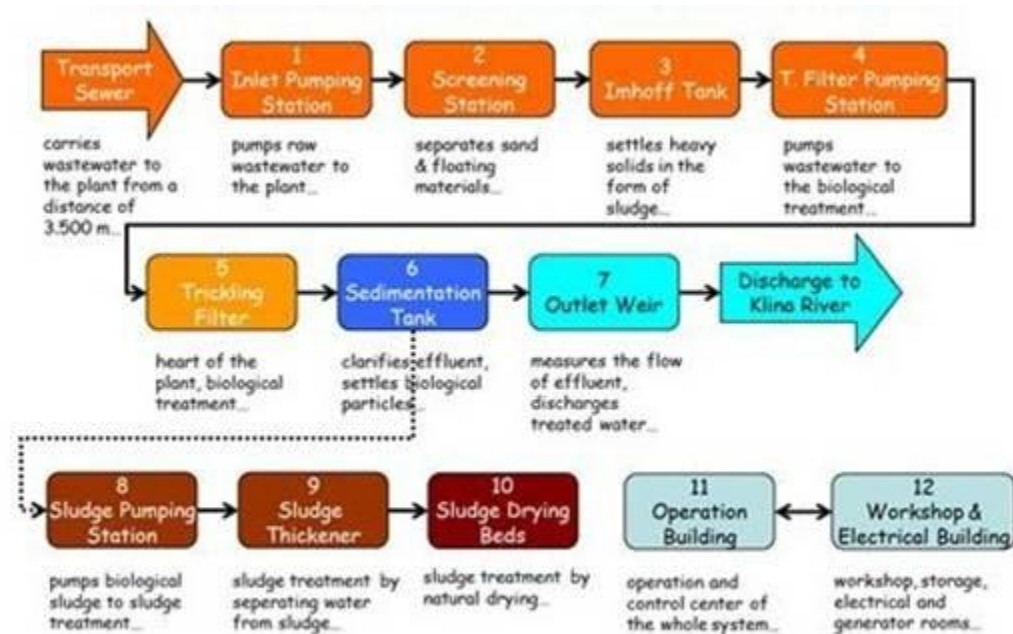 Transport
Sewer
1
Inlet Pumping
Station
2
Screening
Station
3
Imhoff Tank
4
T. Filter Pumping
Station
carries
wastewater to
the plant from a
distance of
3.500 m...
pumps raw
wastewater to
the plant...
separates sand
& floating
materials...
settles heavy
solids in the
form of
sludge...
pumps
wastewater to
the biological
treatment...
5
Trickling
Filter
6
Sedimentation
Tank
7
Outlet Weir
Discharge to
Klina River
heart of the
plant, biological
treatment...
clarifies effluent,
settles biological
particles...
measures the flow
of effluent,
discharges
treated water...
8
Sludge Pumping
Station
9
Sludge
Thickener
10
Sludge Drying
Beds
11
Operation
Building
12
Workshop &
Electrical Building
pumps biological
sludge to sludge
treatment...
sludge treatment by
seperating water
from sludge...
sludge treatment by
natural drying...
operation and
control center of
the whole system...
workshop, storage,
electrical and
generator rooms...